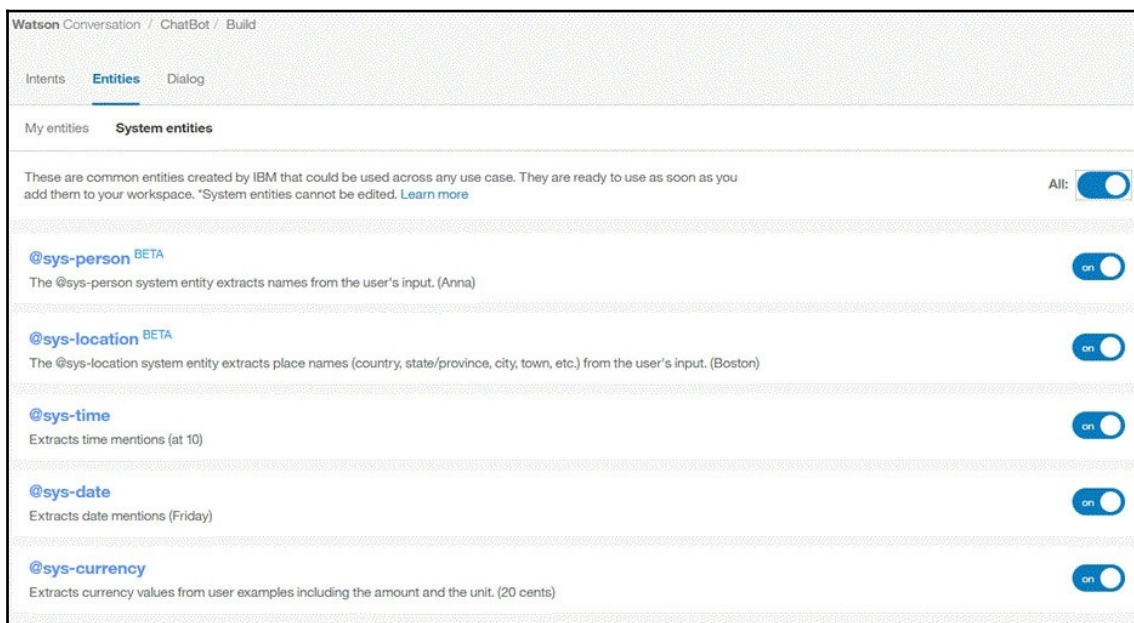 Watson Conversation / ChatBot / Build
Intents Entities Dialog
My entities System entities
These are common entities created by IBM that could be used across any use case. They are ready to use as soon as you
add them to your workspace. *System entities cannot be edited. Learn more
All:
@sys-person BETA
on
The @sys-person system entity extracts names from the user's input. (Anna)
@sys-location BETA
on
The @sys-location system entity extracts place names (country, state/province, city, town, etc.) from the user's input. (Boston)
@sys-time
on
Extracts time mentions (at 10)
@sys-date
on
Extracts date mentions (Friday)
@sys-currency
on
Extracts currency values from user examples including the amount and the unit. (20 cents)